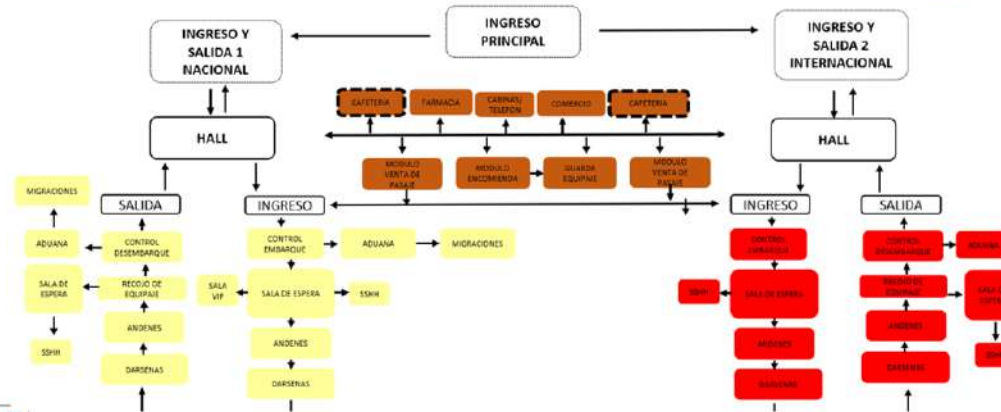 INGRESO
PRINCIPAL
INGRESO Y
SALIDA 1
NACIONAL
INGRESO Y
SALIDA 2
INTERNACIONAL
CAFETERIA
FARMACIA
CABINAS/
TELEFON
COMERCIO
CAFETERIA
HALL
HALL
MODULO
VENTA DE
PASAJE
MODULO
ENCOMIENDA
GUARDA
EQUIPAJE
MODULO
VENTA DE
PASAJE
MIGRACIONES
SALIDA
INGRESO
INGRESO
SALIDA
ADUANA
CONTROL
DESEMBARQUE
CONTROL
EMBARQUE
ADUANA
MIGRACIONES
CONTROL
EMBARQUE
CONTROL
DESEMBARQUE
ADUANA
SALA DE
ESPERA
RECOJO DE
EQUIPAJE
SALA
VIP
SALA DE ESPERA
SSHH
SSHH
SALA DE ESPERA
RECOJO DE
EQUIPAJE
SSHH
ANDENES
ANDENES
ANDENES
ANDENES
DARSENAS
DARSENAS
DARSENAS
DARSENAS